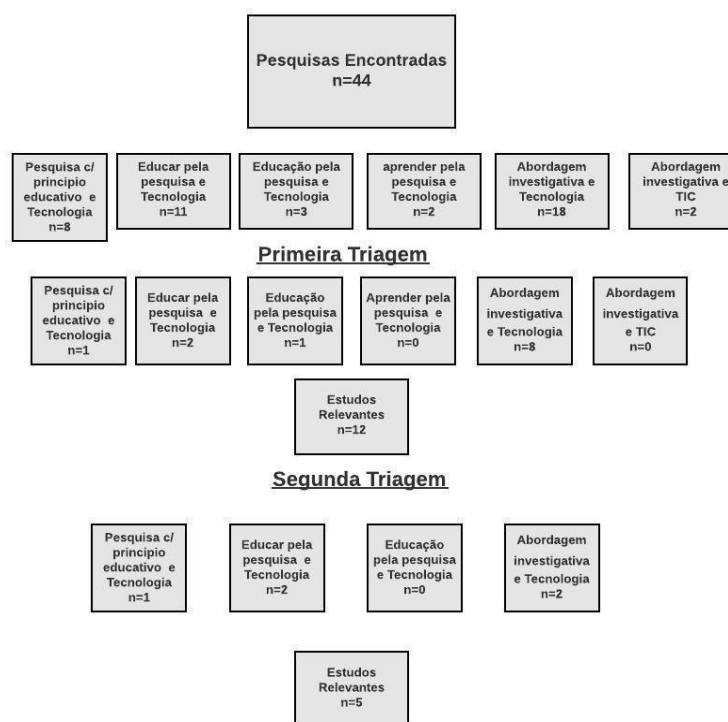 Pesquisas Encontradas
n=44
Pesquisa c/
principio
educativo e
Tecnologia
n=8
Educar pela
pesquisa e
Tecnologia
n=11
Educação pela
pesquisa e
Tecnologia
n=3
aprender pela
pesquisa e
Tecnologia
n=2
Abordagem
investigativa e
Tecnologia
n=18
Abordagem
investigativa e
TIC
n=2
Primeira Triagem
Pesquisa c/
principio
educativo e
Tecnologia
n=1
Educar pela
pesquisa e
Tecnologia
n=2
Educação
pela pesquisa
e Tecnologia
n=1
Aprender pela
pesquisa e
Tecnologia
n=0
Abordagem
investigativa
e Tecnologia
n=8
Abordagem
investigativa
e TIC
n=0
Estudos
Relevantes
n=12
Segunda Triagem
Pesquisa c/
principio
educativo e
Tecnologia
n=1
Educar pela
pesquisa e
Tecnologia
n=2
Educação
pela pesquisa
e Tecnologia
n=0
Abordagem
investigativa
e Tecnologia
n=2
Estudos
Relevantes
n=5